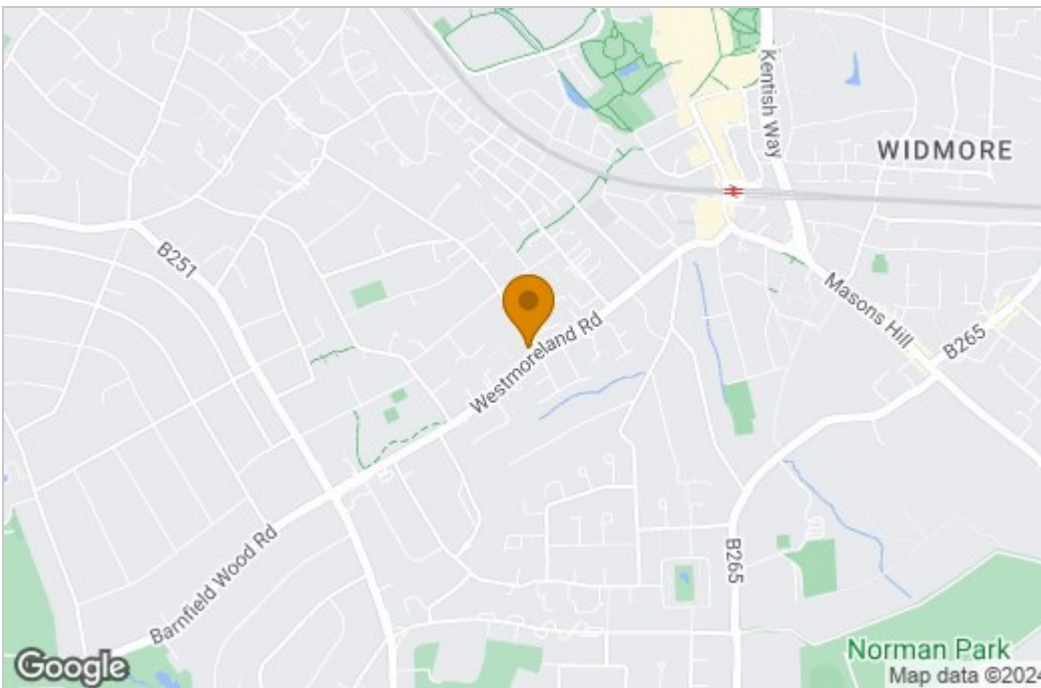 Kentish Way
WIDMORE
B251
Masons Hill
B265
Westmoreland Rd
B265
Barnfield Wood Rd
Norman Park
Google
Map data ©2024